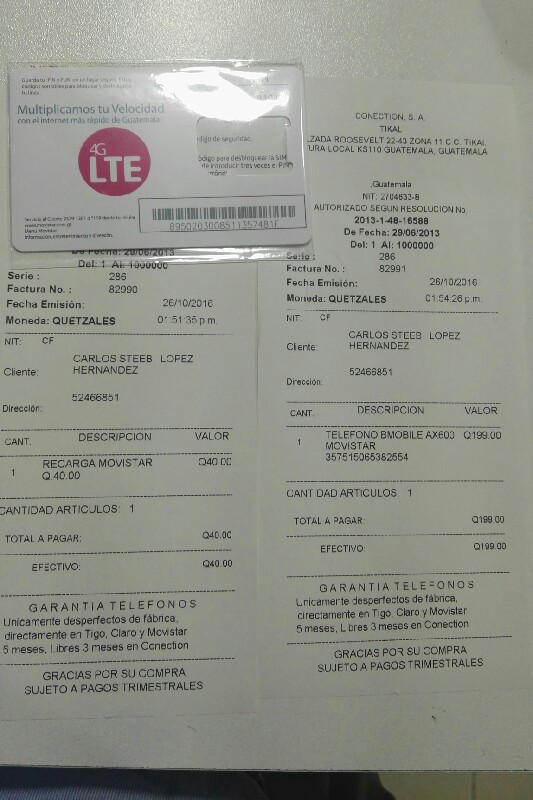 Multiplicamos tu Velocidad
con el internet más rápido de Guatemala
4G
LTE
código de seguridad.
código para desbloquear la SIM
de introducir tres veces el PIN
8950203008511357481F
De Fecha: 29/06/2013
Del: 1 Al: 1000000
Serie : 286
Factura No. : 82990
Fecha Emisión: 26/10/2016
Moneda: QUETZALES 01:51:35 p.m.
NIT: CF
Cliente: CARLOS STEEB LOPEZ
HERNANDEZ
52466851
Dirección:
CANT. DESCRIPCION VALOR
1 RECARGA MOVISTAR Q40.00
Q.40.00
CANTIDAD ARTICULOS: 1
TOTAL A PAGAR: Q40.00
EFECTIVO: Q40.00
GARANTIA TELEFONOS
Unicamente desperfectos de fábrica,
directamente en Tigo, Claro y Movistar
5 meses, Libres 3 meses en Conection
GRACIAS POR SU COMPRA
SUJETO A PAGOS TRIMESTRALES
CONECTION, S. A.
TIKAL
LZADA ROOSEVELT 22-43 ZONA 11 C.C. TIKAL
URA LOCAL KS110 GUATEMALA, GUATEMALA
,Guatemala
NIT: 2704633-8
AUTORIZADO SEGUN RESOLUCION No.
2013-1-48-16588
De Fecha: 29/06/2013
Del: 1 Al: 1000000
Serie : 286
Factura No. : 82991
Fecha Emisión: 26/10/2016
Moneda: QUETZALES 01:54:26 p.m.
NIT: CF
Cliente: CARLOS STEEB LOPEZ
HERNANDEZ
52466851
Dirección:
CANT. DESCRIPCION VALOR
1 TELEFONO BMOBILE AX600 Q199.00
MOVISTAR
357515065382554
CANTIDAD ARTICULOS: 1
TOTAL A PAGAR: Q199.00
EFECTIVO: Q199.00
GARANTIA TELEFONOS
Unicamente desperfectos de fábrica,
directamente en Tigo, Claro y Movistar
5 meses, Libres 3 meses en Conection
GRACIAS POR SU COMPRA
SUJETO A PAGOS TRIMESTRALES